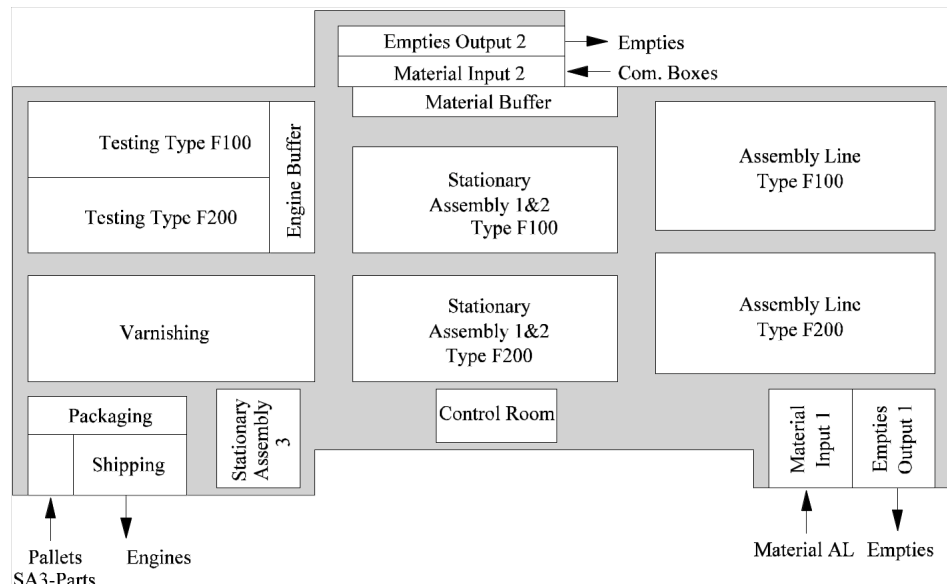 Empties Output 2
Empties
Material Input 2
Com. Boxes
Material Buffer
Testing Type F100
Testing Type F200
Engine Buffer
Stationary
Assembly 1&2
Type F100
Assembly Line
Type F100
Varnishing
Stationary
Assembly 1&2
Type F200
Assembly Line
Type F200
Packaging
Shipping
Stationary
Assembly
3
Control Room
Material
Input 1
Empties
Output 1
Pallets
SA3-Parts
Engines
Material AL
Empties